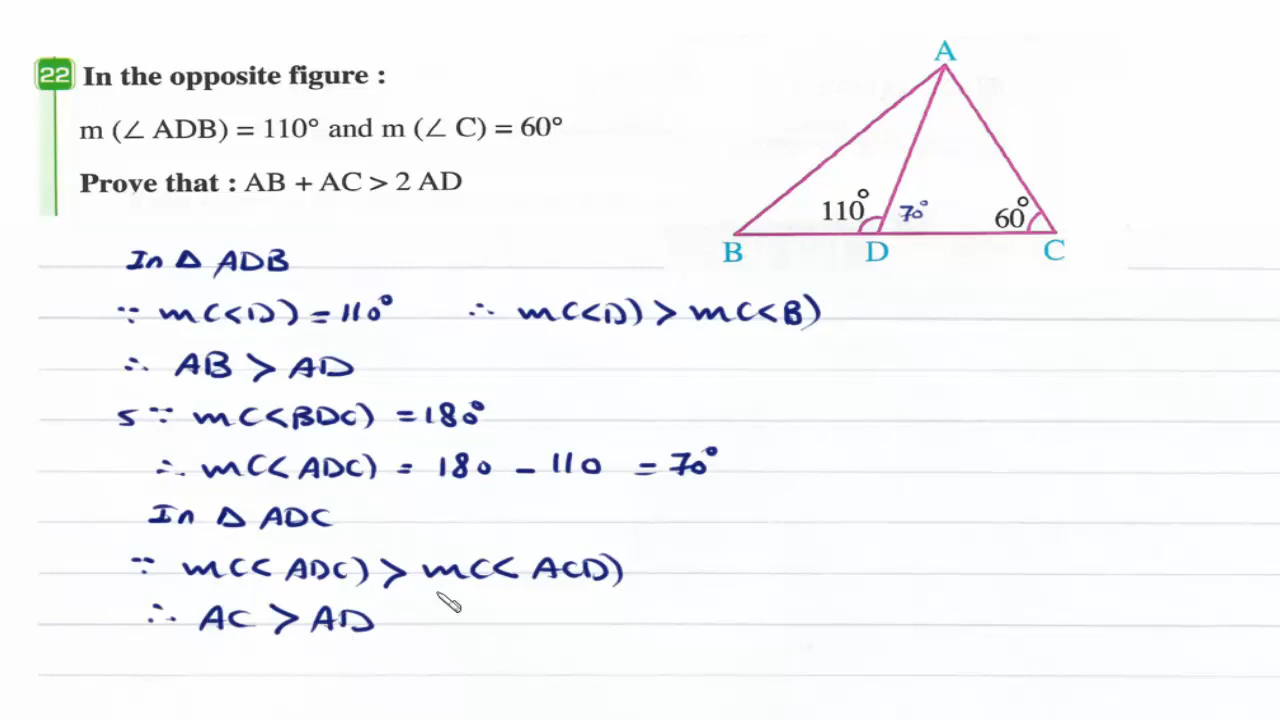 22 In the opposite figure :
m (∠ ADB) = 110° and m (∠ C) = 60°
Prove that : AB + AC > 2 AD
A
110° 70° 60°
B D C
In Δ ADB
∵ m(<D) = 110° ∴ m(<D) > m(<B)
∴ AB > AD
, ∵ m(<BDC) = 180°
∴ m(< ADC) = 180 - 110 = 70°
In Δ ADC
∵ m(< ADC) > m(< ACD)
∴ AC > AD